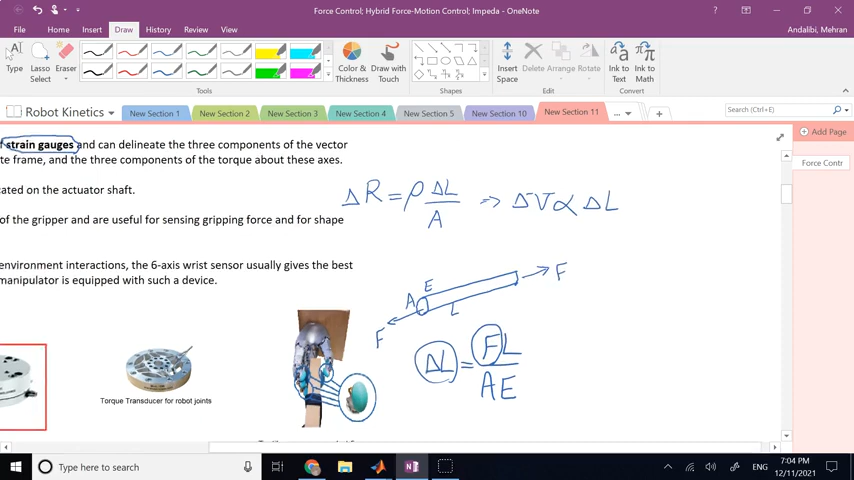 Force Control; Hybrid Force-Motion Control; Impeda - OneNote
Andalibi, Mehran
File Home Insert Draw History Review View
Type
Lasso Select
Eraser
Color & Thickness
Draw with Touch
Insert Space
Delete
Arrange
Rotate
Ink to Text
Ink to Math
Tools
Shapes
Edit
Convert
Robot Kinetics
New Section 1
New Section 2
New Section 3
New Section 4
New Section 5
New Section 10
New Section 11
...
Search (Ctrl+E)
Add Page
Force Contr
strain gauges and can delineate the three components of the vector
te frame, and the three components of the torque about these axes.
cated on the actuator shaft.
of the gripper and are useful for sensing gripping force and for shape
environment interactions, the 6-axis wrist sensor usually gives the best
manipulator is equipped with such a device.
ΔR = ρ ΔL / A => ΔV ∝ ΔL
A E L F F
ΔL = FL / AE
Torque Transducer for robot joints
Type here to search
ENG
7:04 PM
12/11/2021